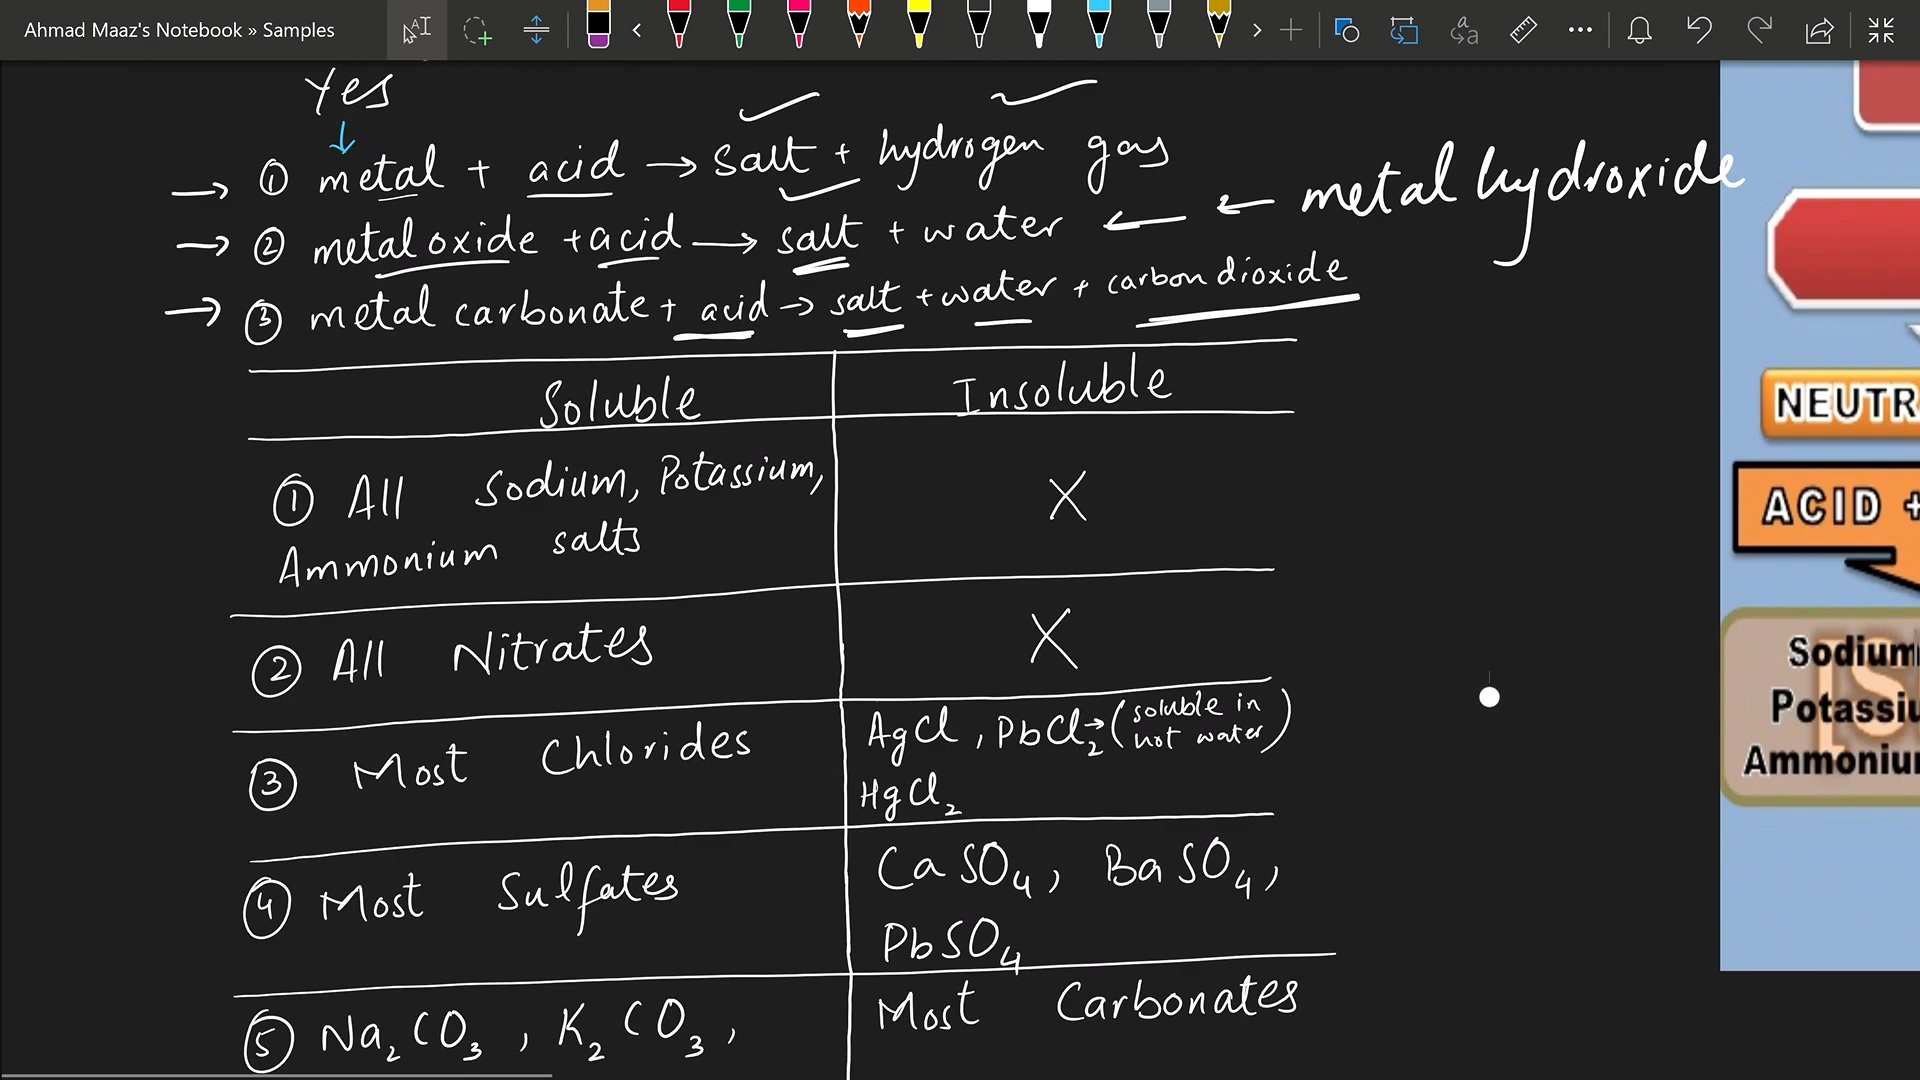 Ahmad Maaz's Notebook » Samples
Yes
① metal + acid → salt + hydrogen gas
② metal oxide + acid → salt + water ← ← metal hydroxide
③ metal carbonate + acid → salt + water + carbon dioxide
Soluble Insoluble
① All Sodium, Potassium, X
Ammonium salts
② All Nitrates X
③ Most Chlorides AgCl, PbCl₂→(soluble in hot water)
HgCl₂
④ Most Sulfates CaSO₄, BaSO₄,
PbSO₄
⑤ Na₂CO₃, K₂CO₃, Most Carbonates
NEUTR
ACID +
Sodium
Potassiu
Ammoniu